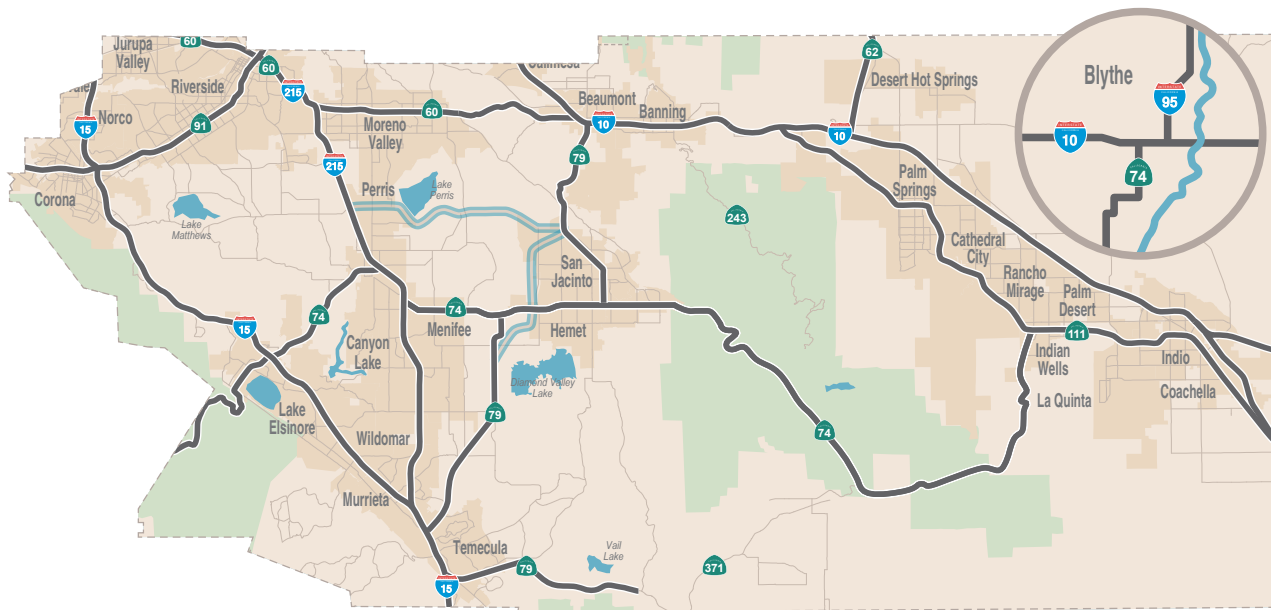 60
Jurupa
Valley
Riverside
60
215
Norco
15
91
Corona
Lake
Matthews
215
Perris
Lake
Perris
Moreno
Valley
60
Beaumont
10
Banning
79
62
Desert Hot Springs
10
Palm
Springs
243
Cathedral
City
Rancho
Mirage
Palm
Desert
111
Indian
Wells
Indio
La Quinta
Coachella
Blythe
95
10
74
San
Jacinto
74
Menifee
Hemet
74
15
Canyon
Lake
Diamond Valley
Lake
Lake
Elsinore
79
Wildomar
74
Murrieta
Temecula
Vail
Lake
79
371
15